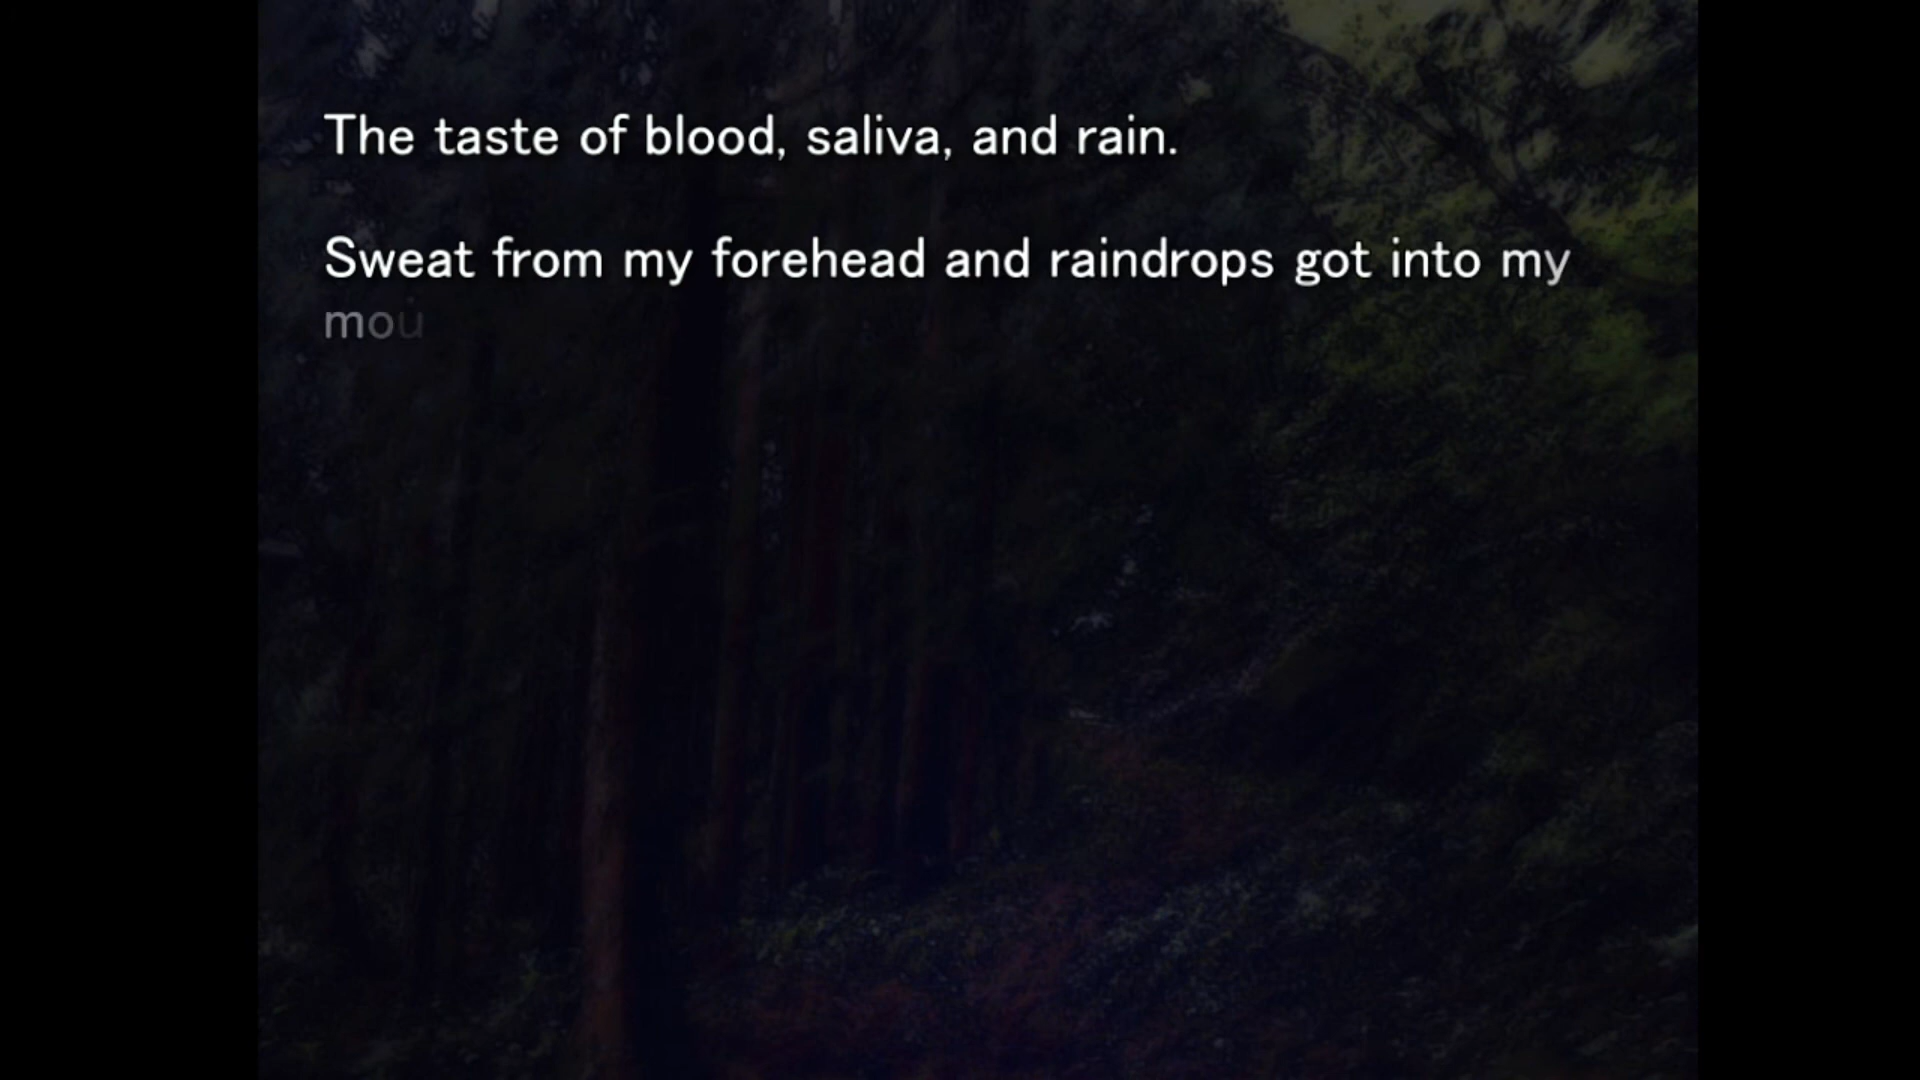 The taste of blood, saliva, and rain.
Sweat from my forehead and raindrops got into my
mou